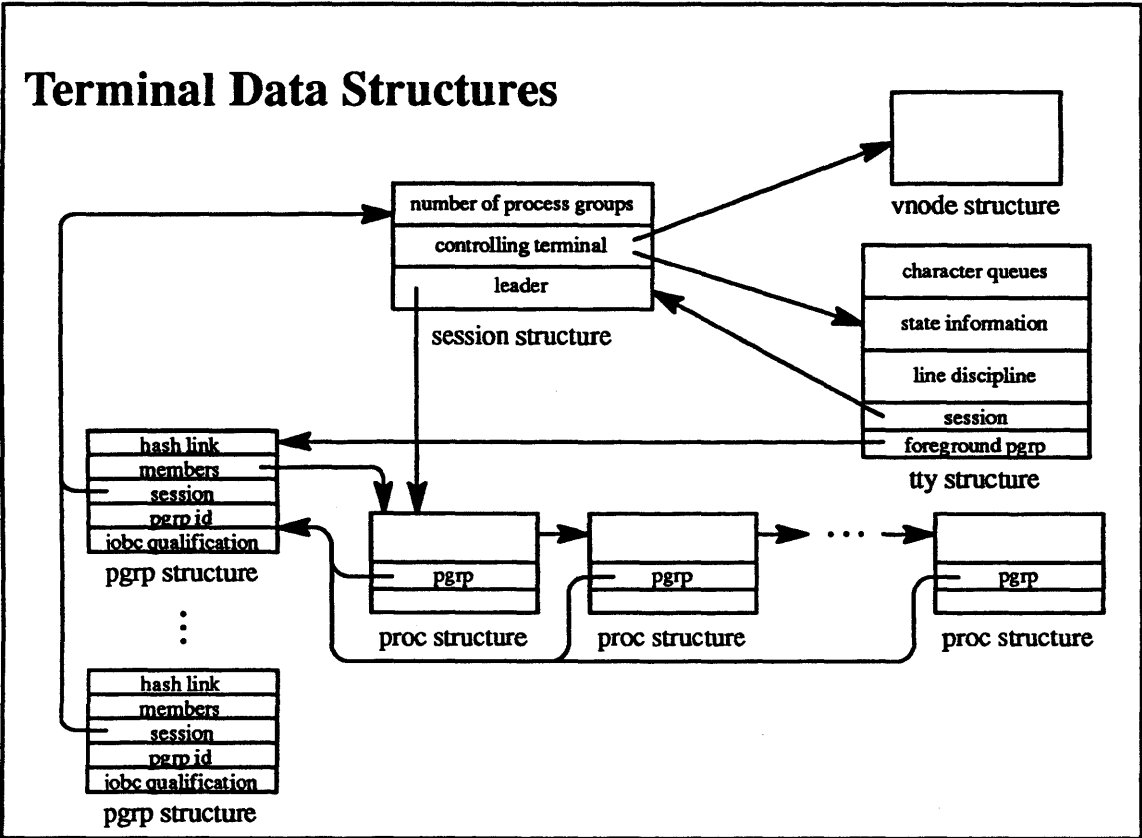 Terminal Data Structures
vnode structure
number of process groups
controlling terminal
leader
session structure
character queues
state information
line discipline
session
foreground pgrp
tty structure
hash link
members
session
pgrp id
jobc qualification
pgrp structure
pgrp
proc structure
pgrp
proc structure
...
pgrp
proc structure
hash link
members
session
pgrp id
jobc qualification
pgrp structure